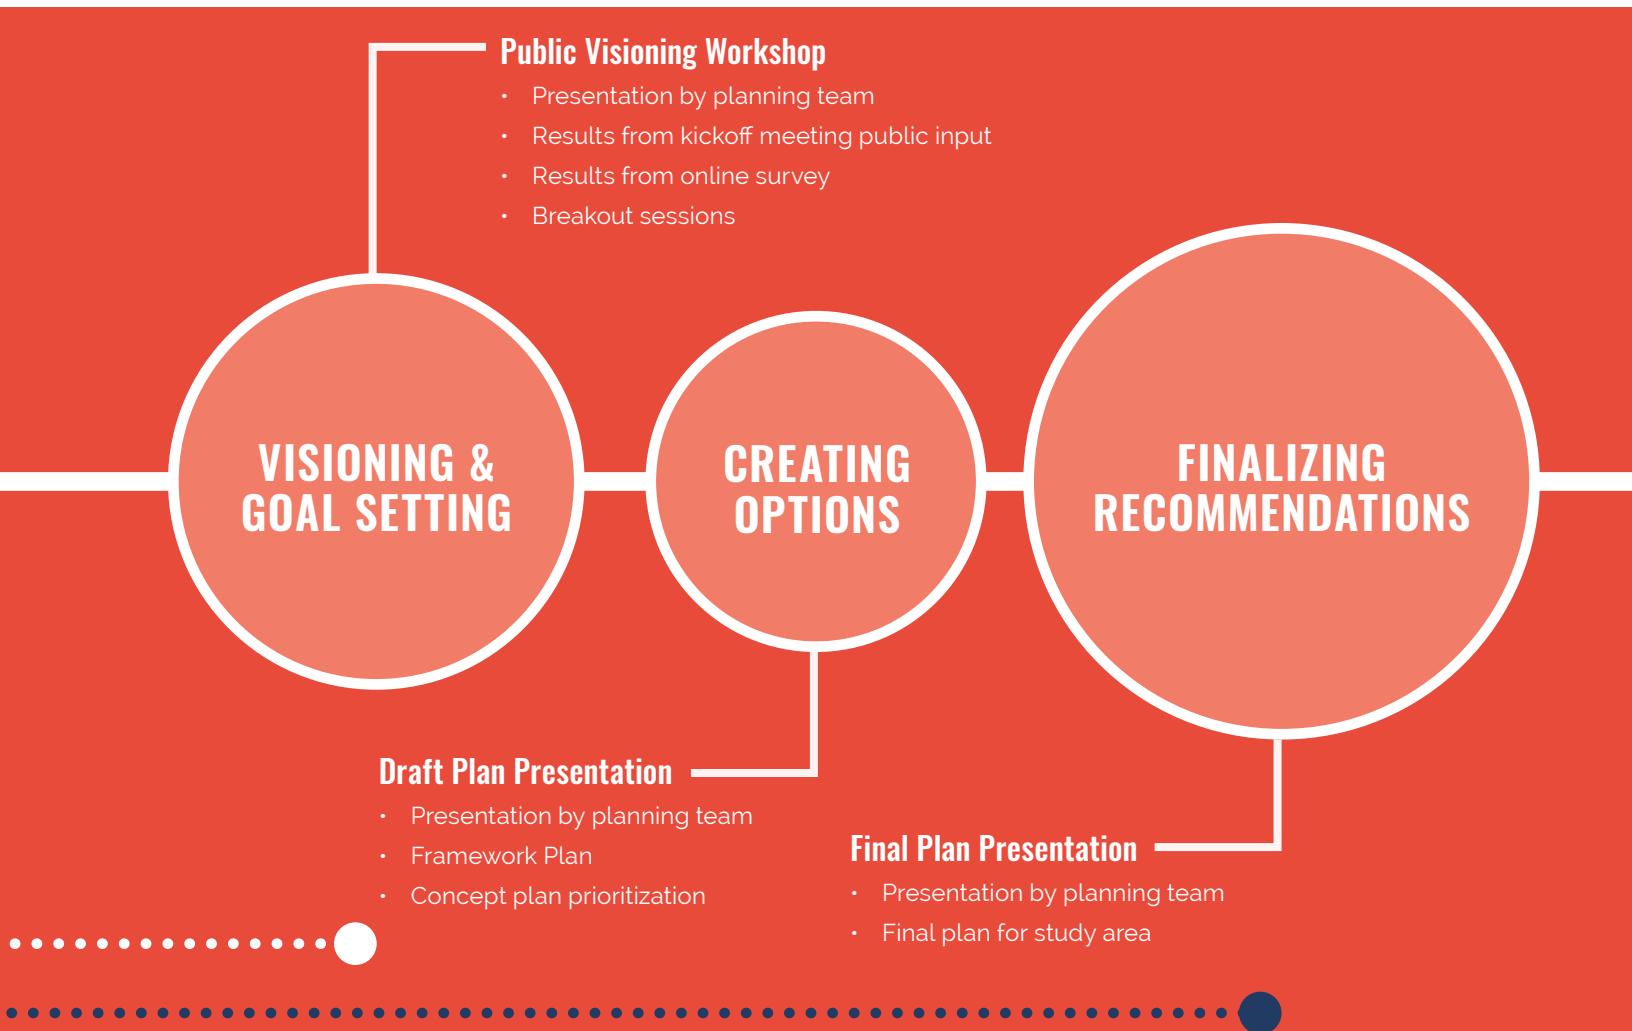 Public Visioning Workshop
• Presentation by planning team
• Results from kickoff meeting public input
• Results from online survey
• Breakout sessions
VISIONING &
GOAL SETTING
CREATING
OPTIONS
FINALIZING
RECOMMENDATIONS
Draft Plan Presentation
• Presentation by planning team
• Framework Plan
• Concept plan prioritization
Final Plan Presentation
• Presentation by planning team
• Final plan for study area